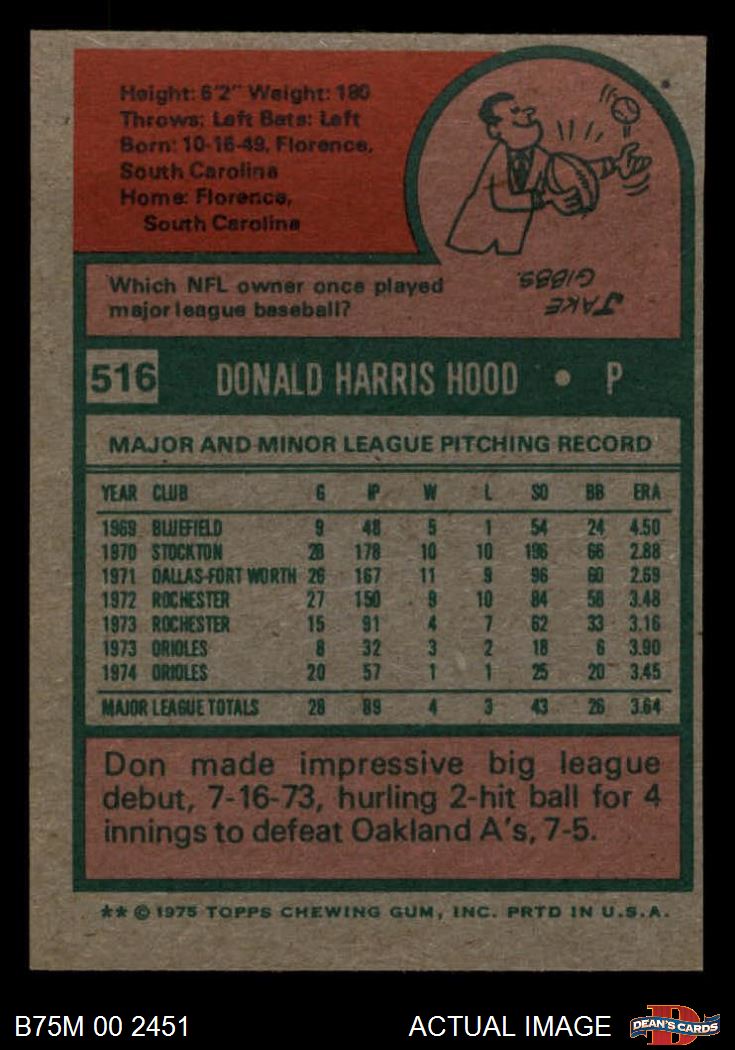 Height: 6'2" Weight: 180
Throws: Left Bats: Left
Born: 10-16-49, Florence,
South Carolina
Home: Florence,
South Carolina
JAKE
GIBBS.
Which NFL owner once played
major league baseball?
516 DONALD HARRIS HOOD • P
MAJOR AND MINOR LEAGUE PITCHING RECORD
YEAR CLUB G IP W L SO BB ERA
1969 BLUEFIELD 9 48 5 1 54 24 4.50
1970 STOCKTON 28 178 10 10 196 66 2.88
1971 DALLAS-FORT WORTH 26 167 11 9 96 60 2.69
1972 ROCHESTER 27 150 9 10 84 58 3.48
1973 ROCHESTER 15 91 4 7 62 33 3.16
1973 ORIOLES 8 32 3 2 18 6 3.90
1974 ORIOLES 20 57 1 1 25 20 3.45
MAJOR LEAGUE TOTALS 28 89 4 3 43 26 3.64
Don made impressive big league
debut, 7-16-73, hurling 2-hit ball for 4
innings to defeat Oakland A's, 7-5.
** © 1975 TOPPS CHEWING GUM, INC. PRTD IN U.S.A.
B75M 00 2451 ACTUAL IMAGE DEAN'S CARDS